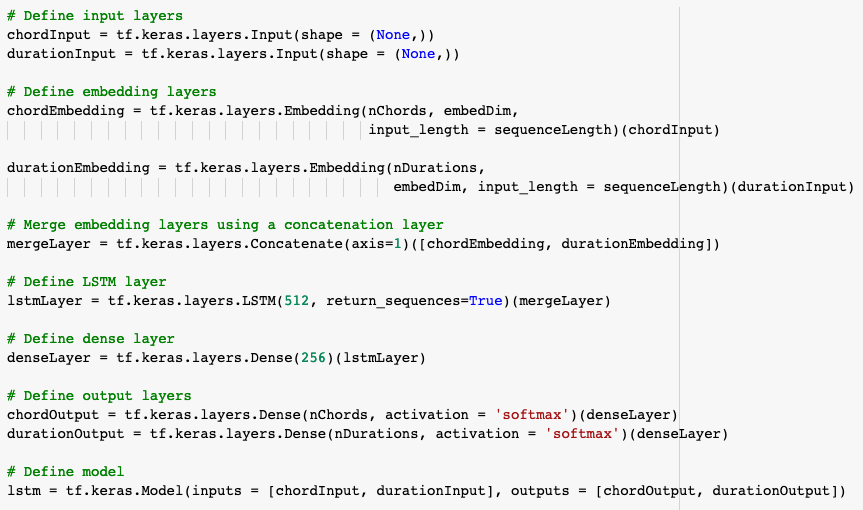 # Define input layers
chordInput = tf.keras.layers.Input(shape = (None,))
durationInput = tf.keras.layers.Input(shape = (None,))
# Define embedding layers
chordEmbedding = tf.keras.layers.Embedding(nChords, embedDim,
input_length = sequenceLength)(chordInput)
durationEmbedding = tf.keras.layers.Embedding(nDurations,
embedDim, input_length = sequenceLength)(durationInput)
# Merge embedding layers using a concatenation layer
mergeLayer = tf.keras.layers.Concatenate(axis=1)([chordEmbedding, durationEmbedding])
# Define LSTM layer
lstmLayer = tf.keras.layers.LSTM(512, return_sequences=True)(mergeLayer)
# Define dense layer
denseLayer = tf.keras.layers.Dense(256)(lstmLayer)
# Define output layers
chordOutput = tf.keras.layers.Dense(nChords, activation = 'softmax')(denseLayer)
durationOutput = tf.keras.layers.Dense(nDurations, activation = 'softmax')(denseLayer)
# Define model
lstm = tf.keras.Model(inputs = [chordInput, durationInput], outputs = [chordOutput, durationOutput])